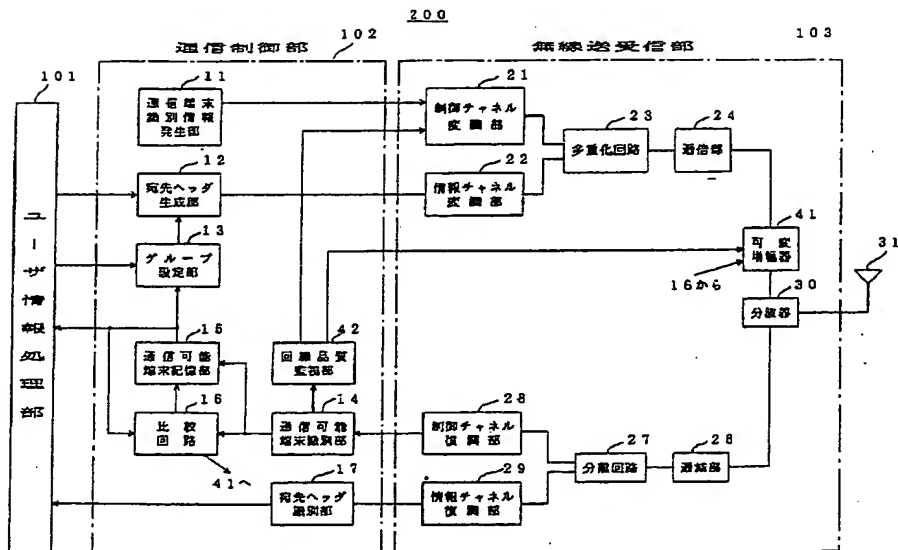 200
通信制御部
102
無線送受信部
103
101
ユーザ情報処理部
11
通信端末
識別情報
発生部
12
宛先ヘッダ
生成部
13
グループ
設定部
15
通信可能
端末記憶部
16
比較
回路
41へ
42
回線品質
監視部
14
通信可能
端末識別部
17
宛先ヘッダ
識別部
21
制御チャネル
変調部
22
情報チャネル
変調部
23
多重化回路
24
通信部
41
可変
増幅器
16から
30
分波器
31
28
制御チャネル
復調部
29
情報チャネル
復調部
27
分離回路
26